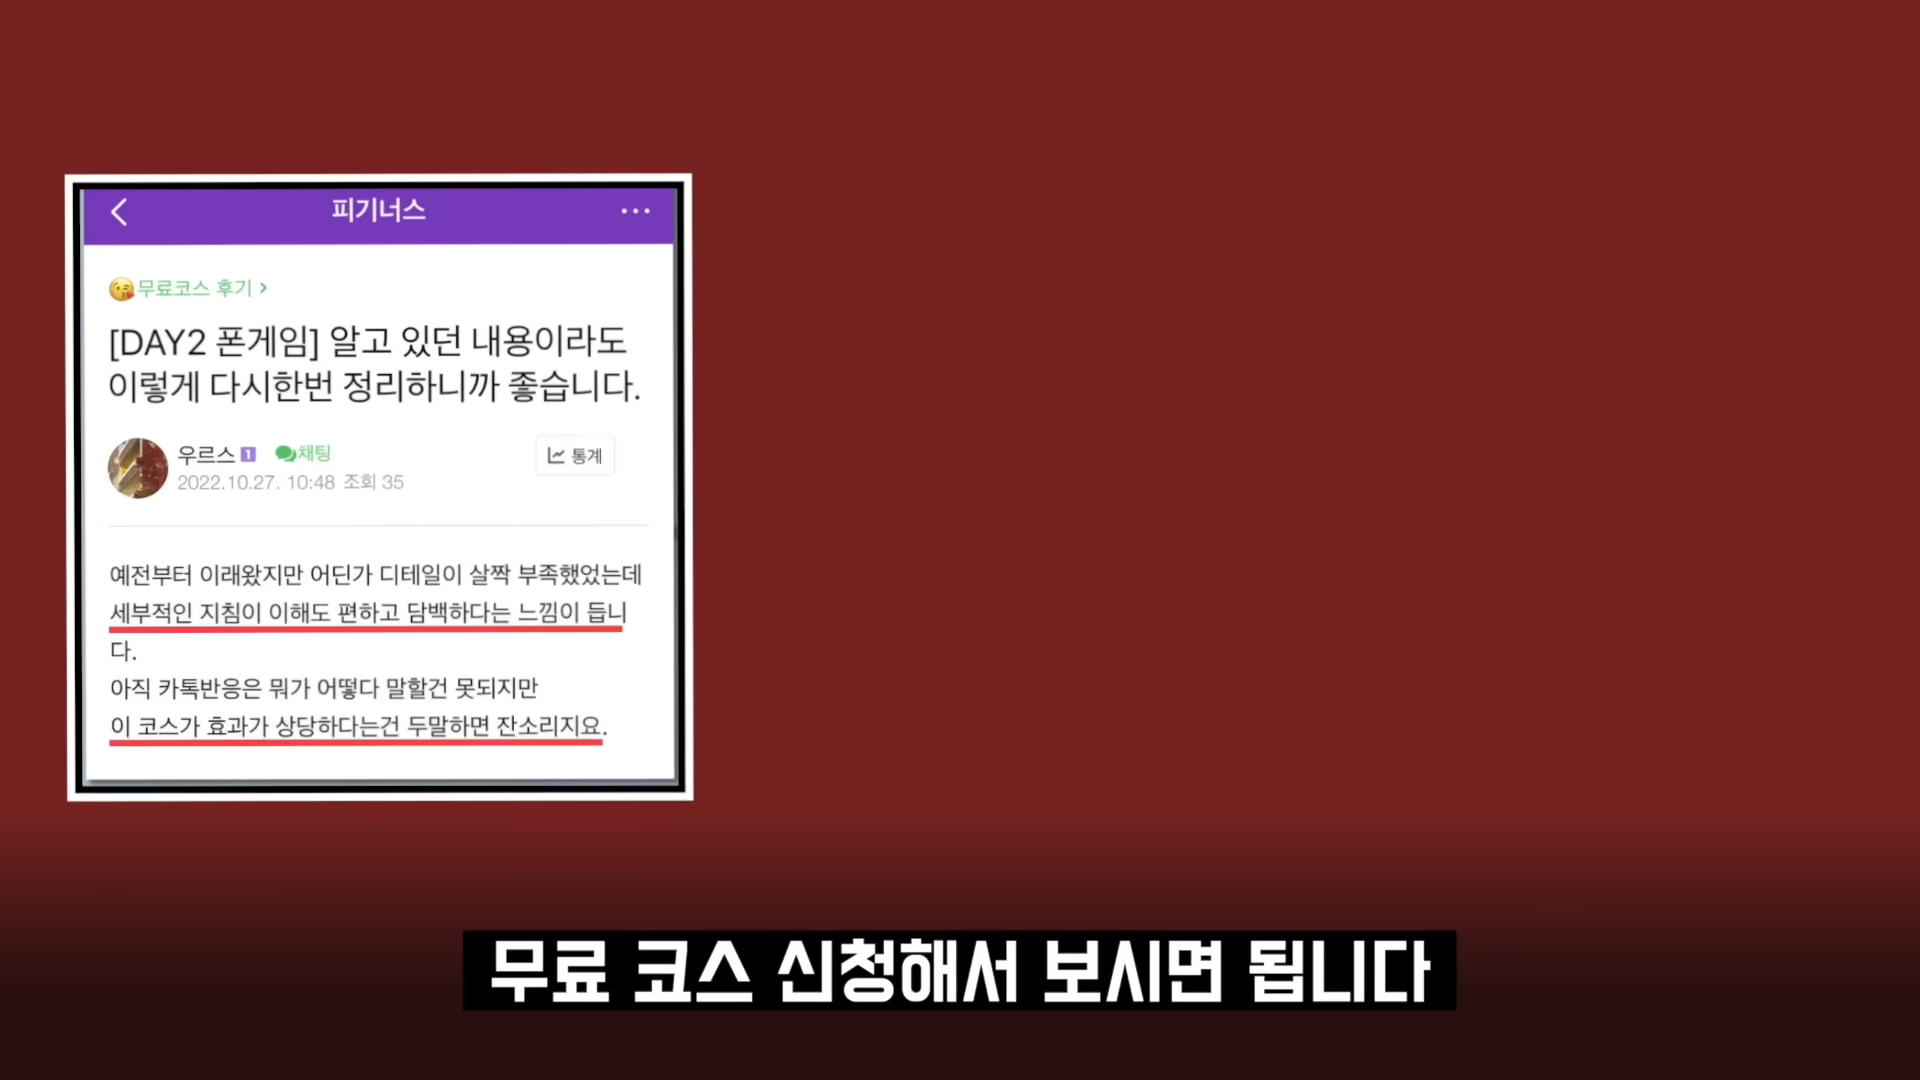 피기너스
무료코스 후기
[DAY2 폰게임] 알고 있던 내용이라도
이렇게 다시한번 정리하니까 좋습니다.
우르스 1 채팅
통계
2022.10.27. 10:48 조회 35
예전부터 이래왔지만 어딘가 디테일이 살짝 부족했었는데
세부적인 지침이 이해도 편하고 담백하다는 느낌이 듭니
다.
아직 카톡반응은 뭐가 어떻다 말할건 못되지만
이 코스가 효과가 상당하다는건 두말하면 잔소리지요.
무료 코스 신청해서 보시면 됩니다